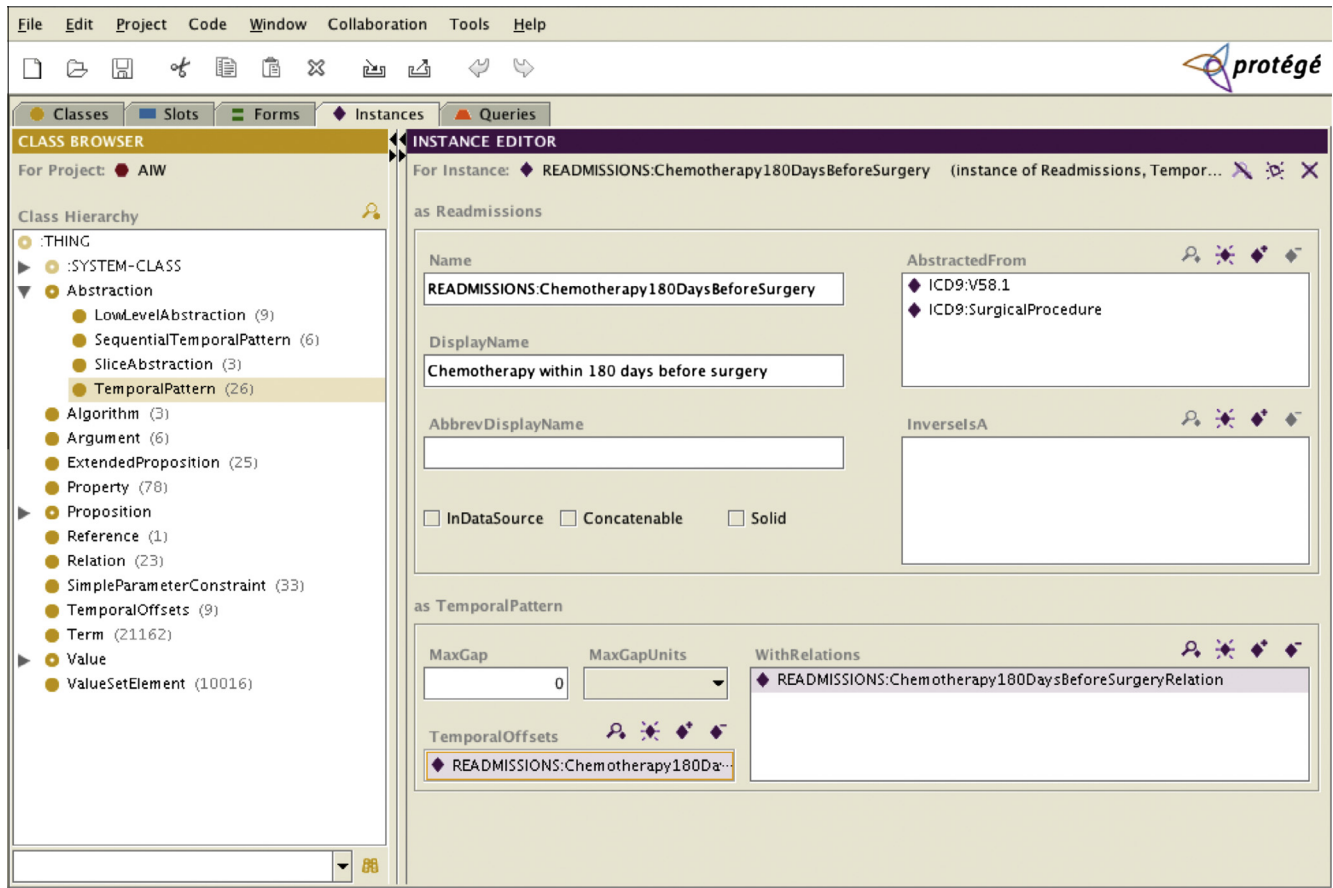 File Edit Project Code Window Collaboration Tools Help
protégé
Classes Slots Forms Instances Queries
CLASS BROWSER
For Project: AIW
Class Hierarchy
:THING
:SYSTEM-CLASS
Abstraction
LowLevelAbstraction (9)
SequentialTemporalPattern (6)
SliceAbstraction (3)
TemporalPattern (26)
Algorithm (3)
Argument (6)
ExtendedProposition (25)
Property (78)
Proposition
Reference (1)
Relation (23)
SimpleParameterConstraint (33)
TemporalOffsets (9)
Term (21162)
Value
ValueSetElement (10016)
INSTANCE EDITOR
For Instance: READMISSIONS:Chemotherapy180DaysBeforeSurgery (instance of Readmissions, Tempor...
as Readmissions
Name
READMISSIONS:Chemotherapy180DaysBeforeSurgery
DisplayName
Chemotherapy within 180 days before surgery
AbbrevDisplayName
InDataSource Concatenable Solid
AbstractedFrom
ICD9:V58.1
ICD9:SurgicalProcedure
InverseIsA
as TemporalPattern
MaxGap MaxGapUnits
0
TemporalOffsets
READMISSIONS:Chemotherapy180Da...
WithRelations
READMISSIONS:Chemotherapy180DaysBeforeSurgeryRelation